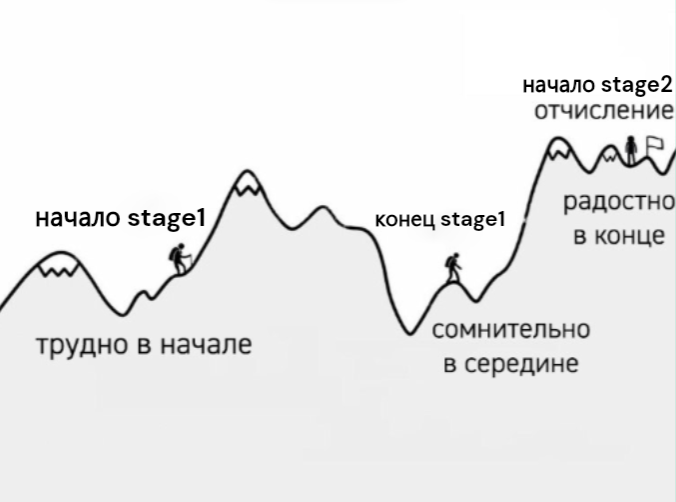 начало stage2
отчисление
начало stage1
конец stage1
радостно
в конце
трудно в начале
сомнительно
в середине